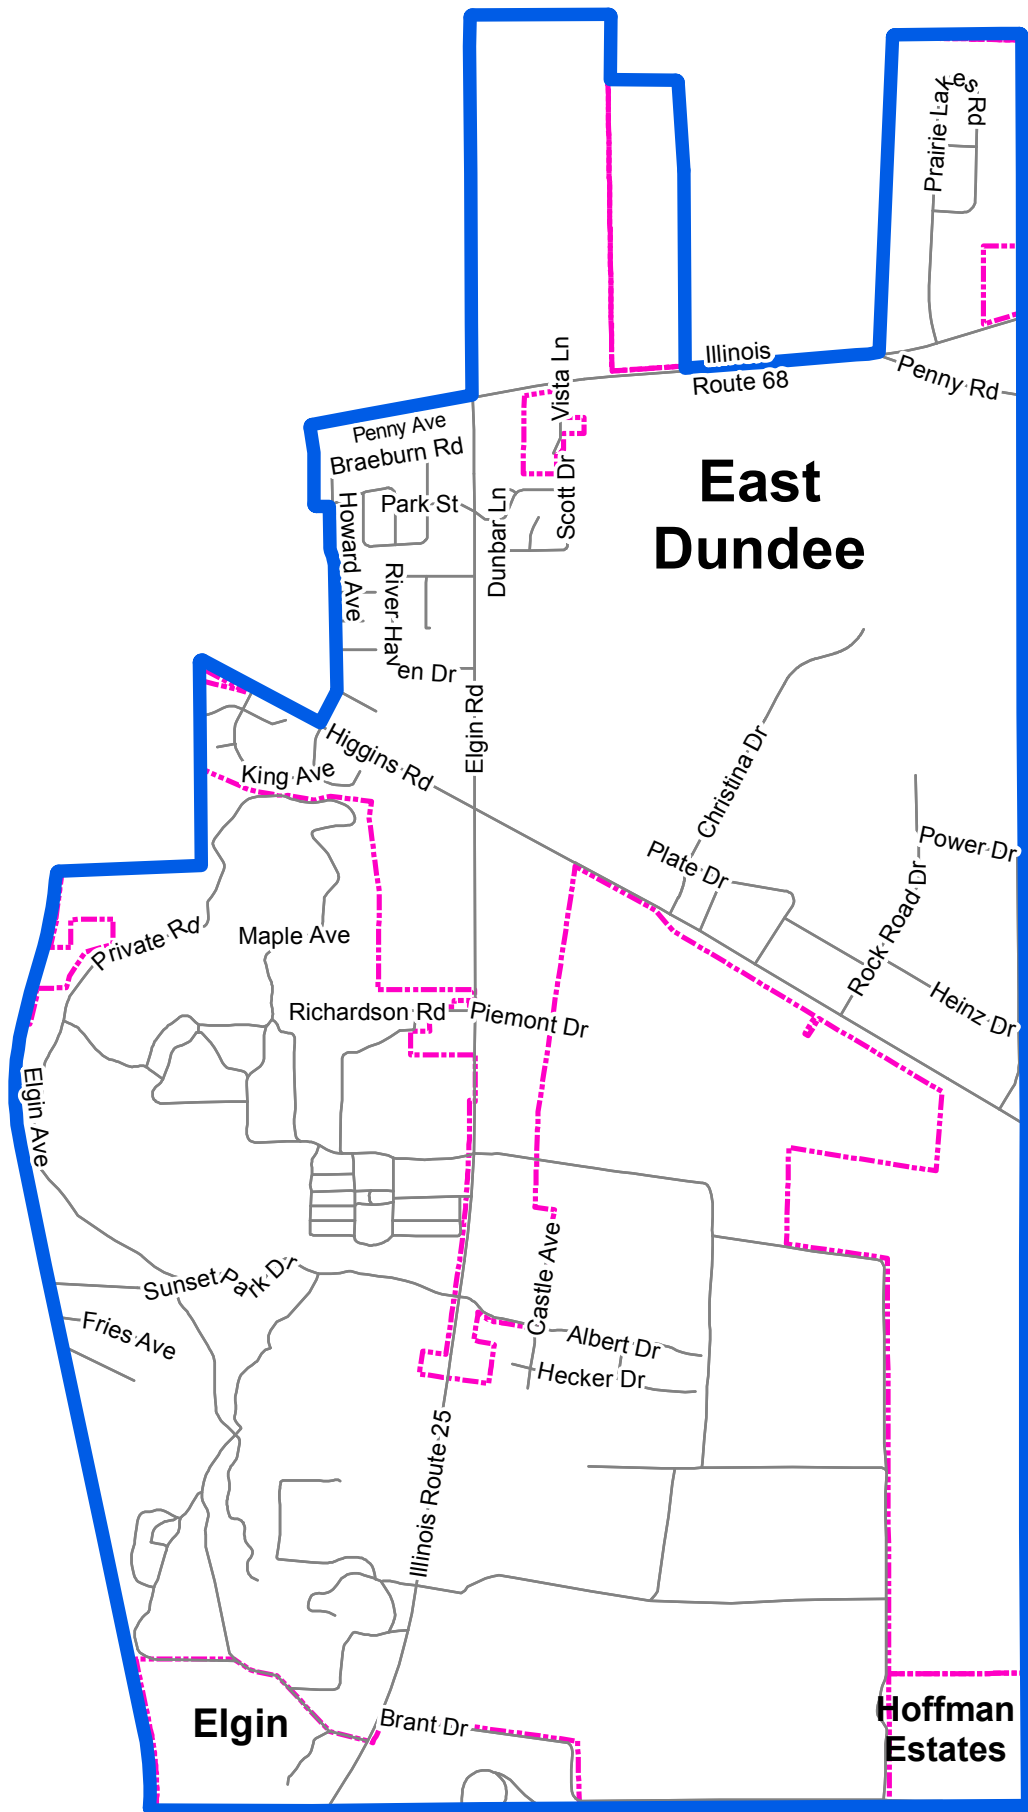 Prairie Lakes Rd
Illinois
Route 68
Penny Rd
Vista Ln
Penny Ave
Braeburn Rd
East
Dundee
Park St
Howard Ave
Dunbar Ln
Scott Dr
River Haven Dr
Elgin Rd
Higgins Rd
King Ave
Christina Dr
Plate Dr
Power Dr
Rock Road Dr
Heinz Dr
Private Rd
Maple Ave
Richardson Rd
Piemont Dr
Elgin Ave
Sunset Park Dr
Fries Ave
Castle Ave
Albert Dr
Hecker Dr
Illinois Route 25
Elgin
Brant Dr
Hoffman
Estates